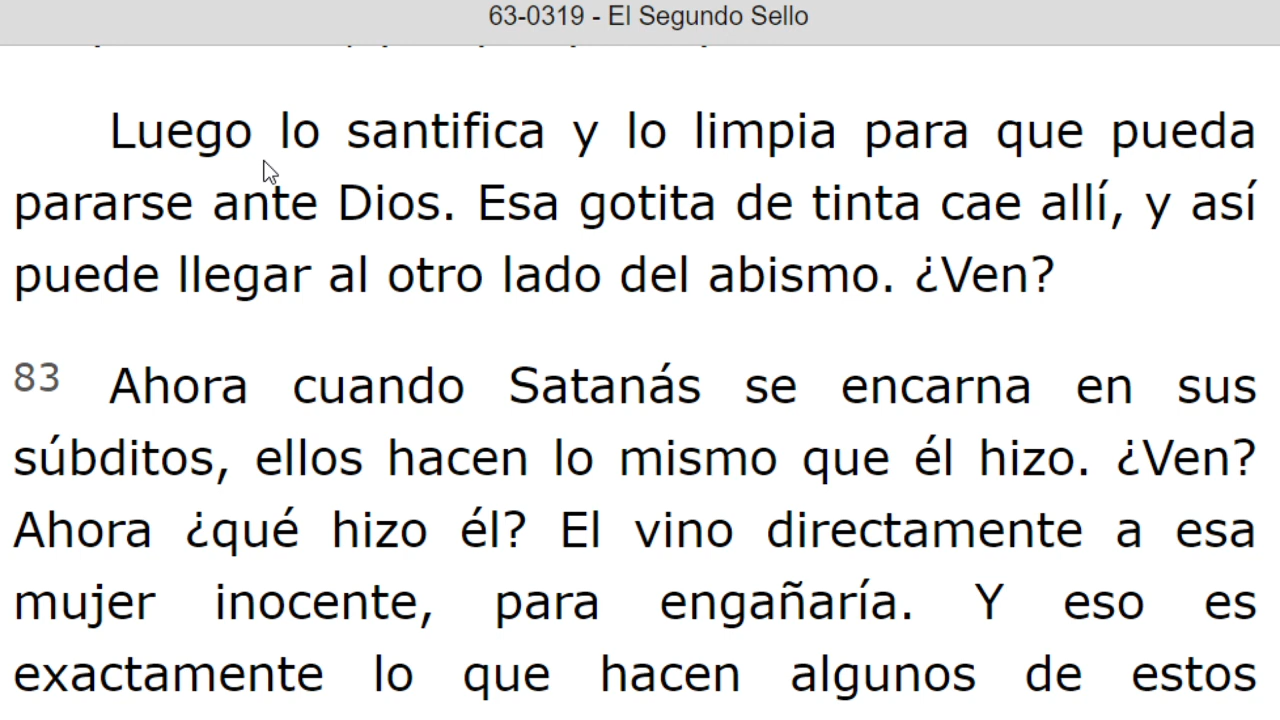 63-0319 - El Segundo Sello
Luego lo santifica y lo limpia para que pueda
pararse ante Dios. Esa gotita de tinta cae allí, y así
puede llegar al otro lado del abismo. ¿Ven?
83 Ahora cuando Satanás se encarna en sus
súbditos, ellos hacen lo mismo que él hizo. ¿Ven?
Ahora ¿qué hizo él? El vino directamente a esa
mujer inocente, para engañaría. Y eso es
exactamente lo que hacen algunos de estos